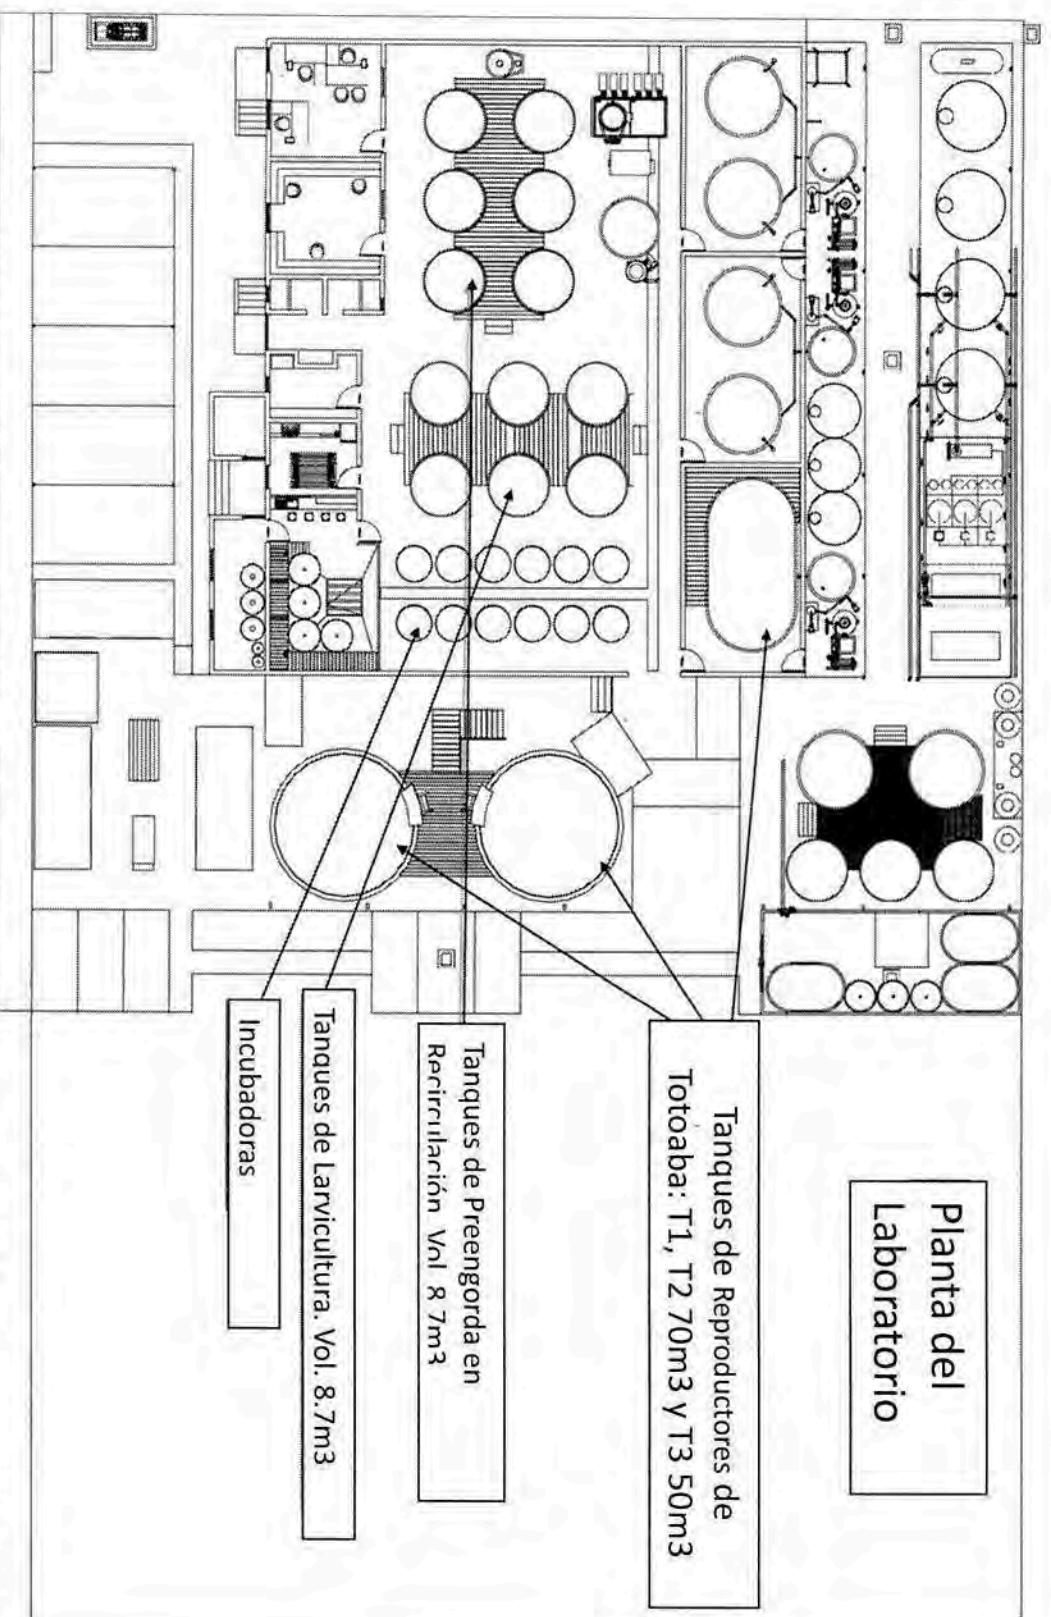 Planta del
Laboratorio
Tanques de Reproductores de
Totoaba: T1, T2 70m3 y T3 50m3
Tanques de Preengorda en
Recirculación Vol 8 7m3
Tanques de Larvicultura. Vol. 8.7m3
Incubadoras